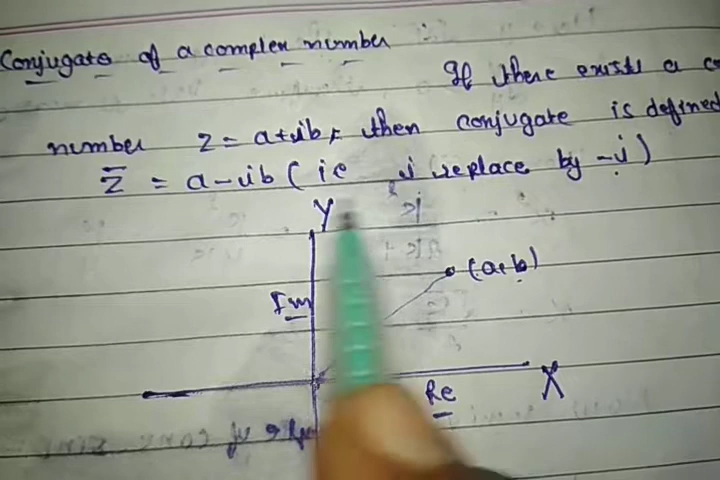 Conjugate of a complex number :
If there exists a co
number z = a+ib, then conjugate is defined
z̄ = a-ib (ie i replace by -i)
Y
(a+b)
Im
X
Re